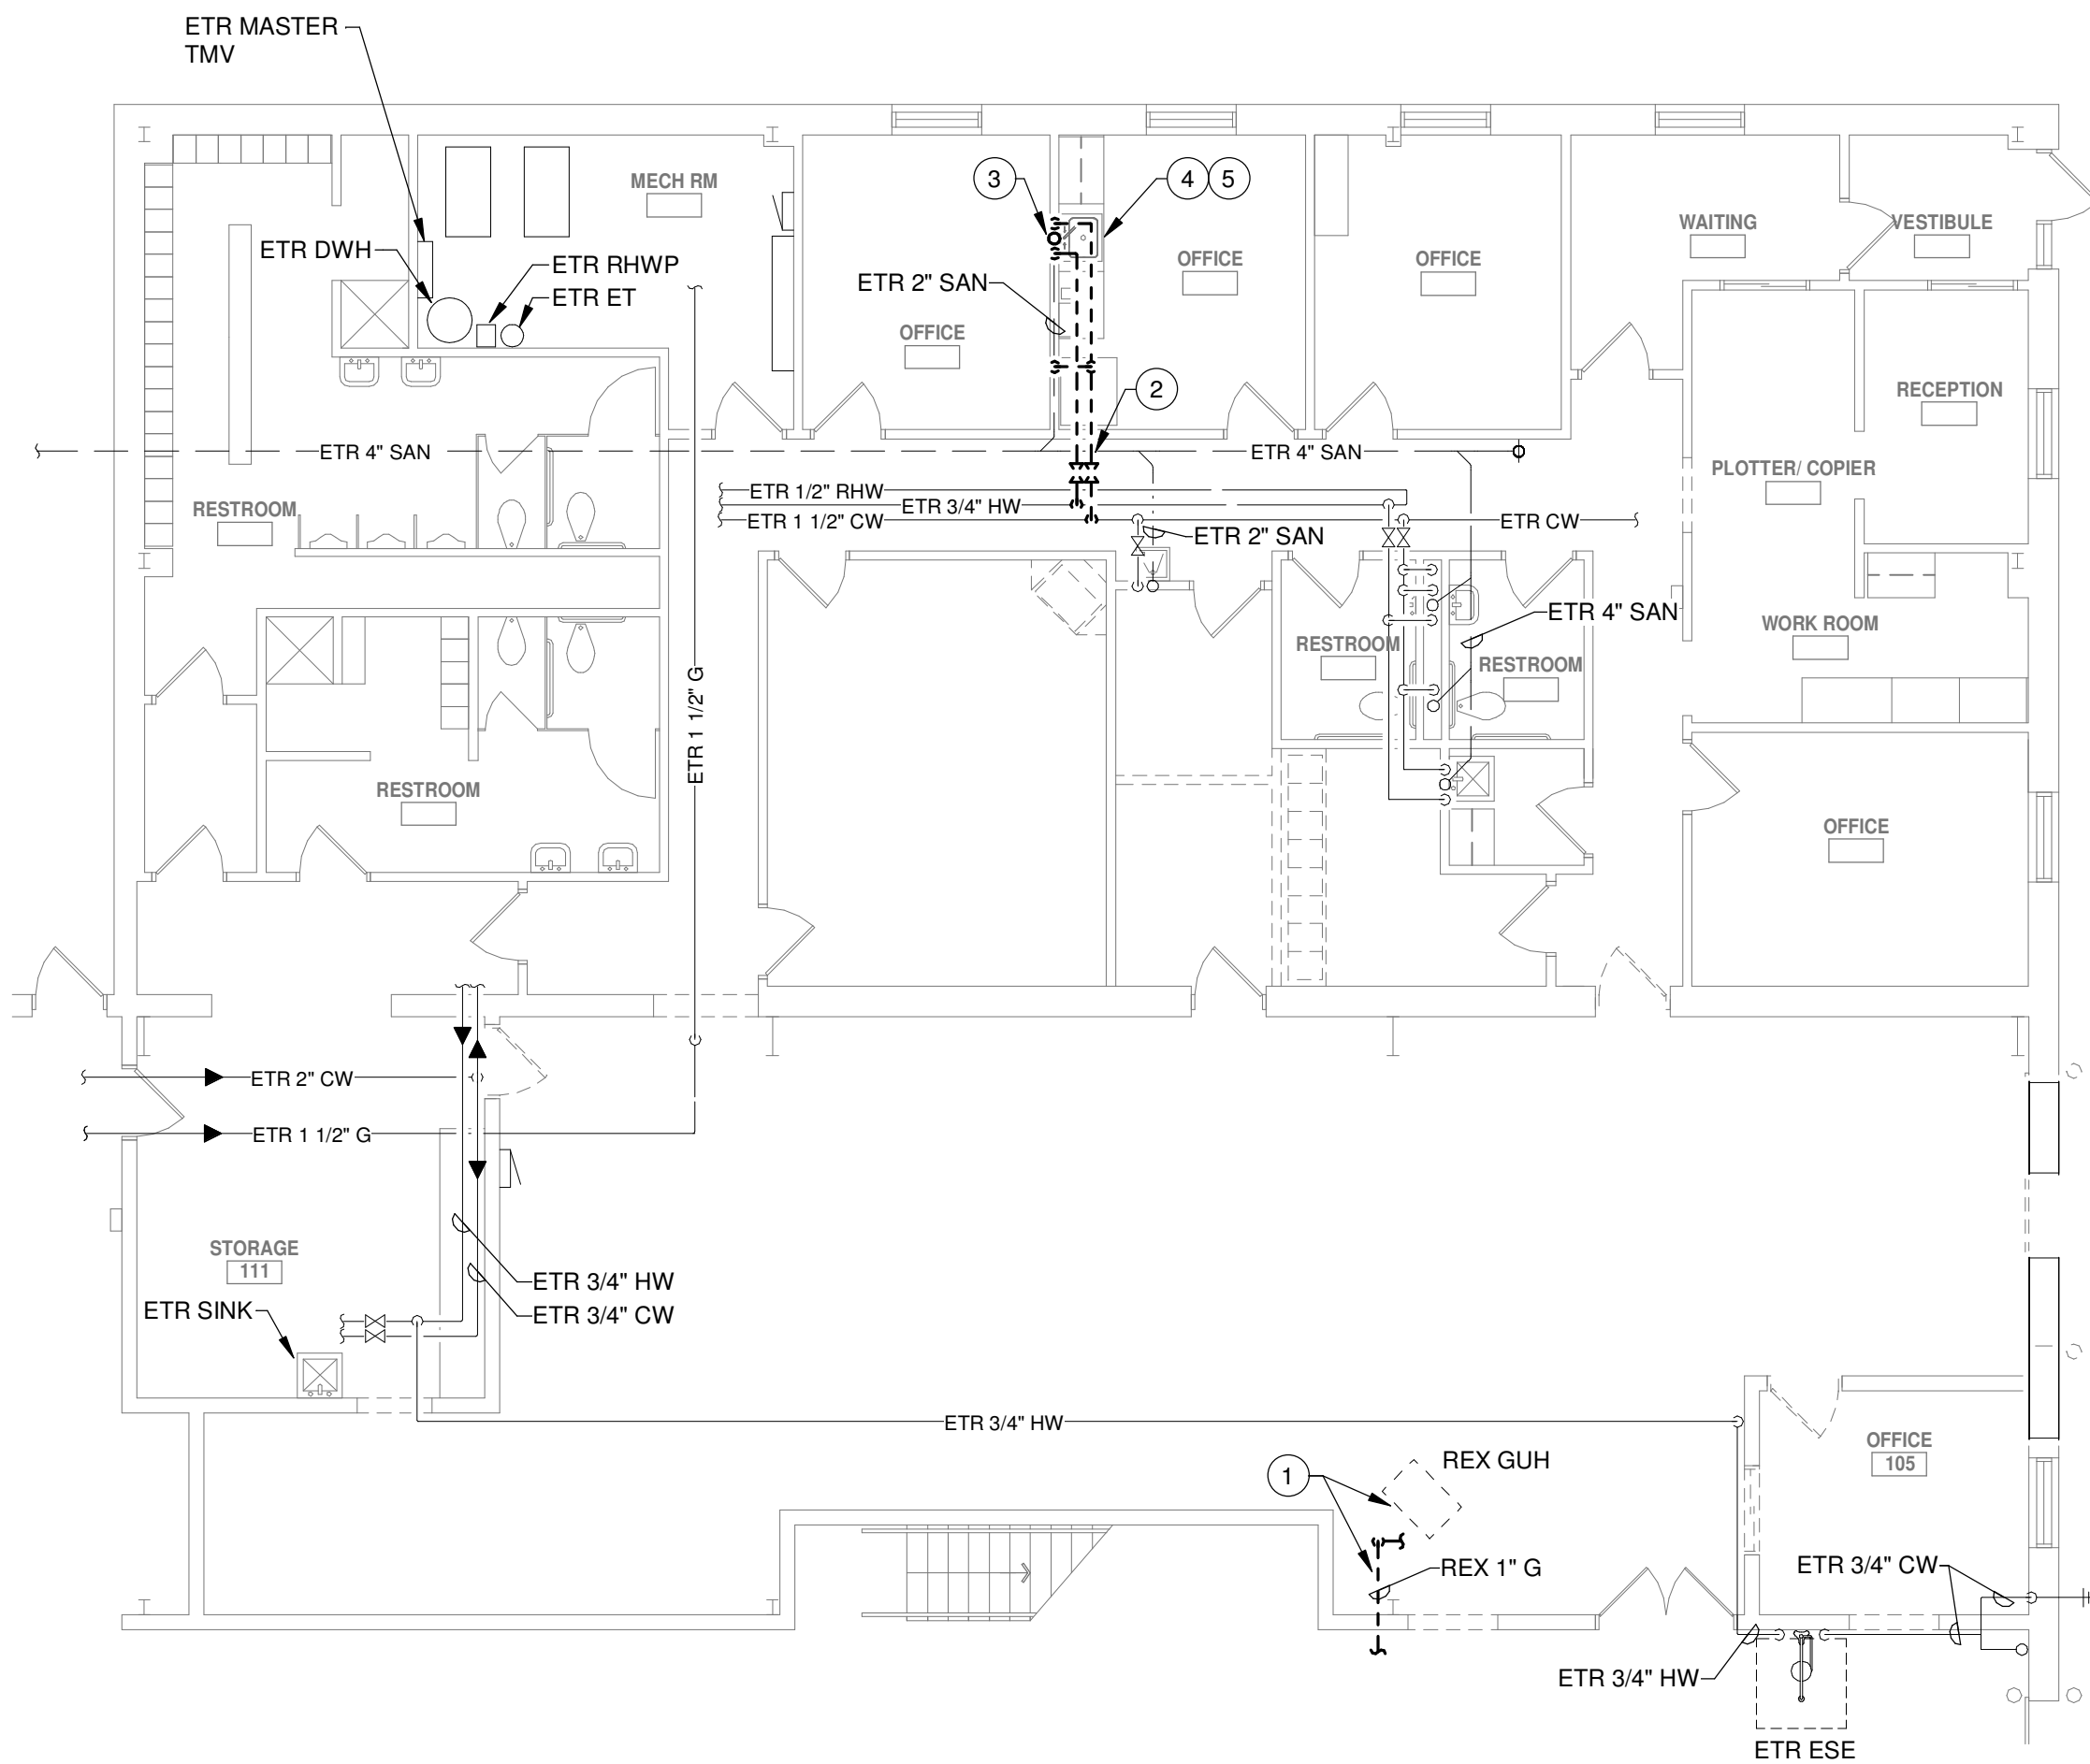 ETR MASTER
TMV
MECH RM
3
4
5
WAITING
VESTIBULE
ETR DWH
ETR RHWP
ETR ET
OFFICE
OFFICE
ETR 2" SAN
OFFICE
2
RECEPTION
ETR 4" SAN
ETR 4" SAN
PLOTTER/ COPIER
ETR 1/2" RHW
RESTROOM
ETR 3/4" HW
ETR 1 1/2" CW
ETR CW
ETR 2" SAN
ETR 4" SAN
WORK ROOM
RESTROOM
RESTROOM
ETR 1 1/2" G
RESTROOM
OFFICE
ETR 2" CW
ETR 1 1/2" G
STORAGE
111
ETR 3/4" HW
ETR SINK
ETR 3/4" CW
ETR 3/4" HW
OFFICE
105
REX GUH
1
REX 1" G
ETR 3/4" CW
ETR 3/4" HW
ETR ESE